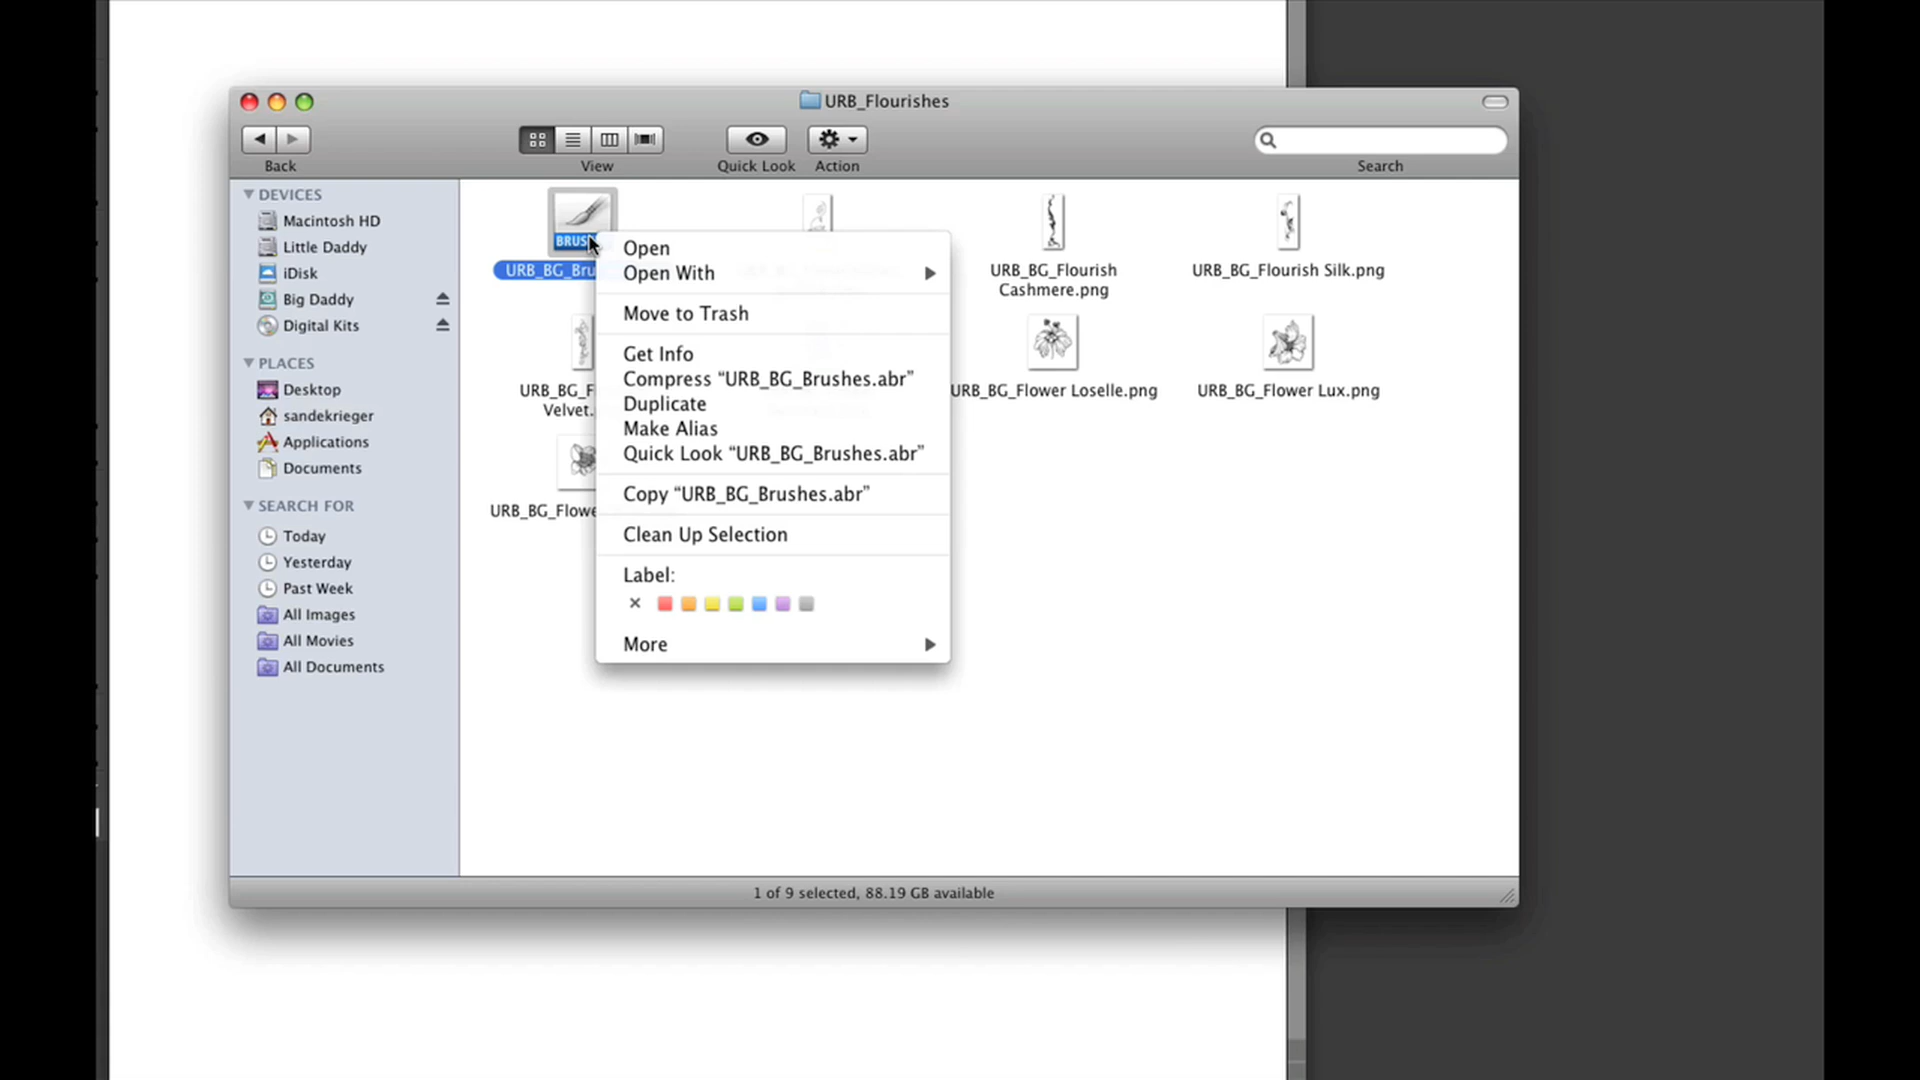 URB_Flourishes
Back
View
Quick Look
Action
Search
DEVICES
Macintosh HD
Little Daddy
iDisk
Big Daddy
Digital Kits
PLACES
Desktop
sandekrieger
Applications
Documents
SEARCH FOR
Today
Yesterday
Past Week
All Images
All Movies
All Documents
BRUS
URB_BG_Bru
URB_BG_Flourish
Cashmere.png
URB_BG_Flourish Silk.png
URB_BG_F
Velvet.
URB_BG_Flower Loselle.png
URB_BG_Flower Lux.png
URB_BG_Flowe
Open
Open With
Move to Trash
Get Info
Compress “URB_BG_Brushes.abr”
Duplicate
Make Alias
Quick Look “URB_BG_Brushes.abr”
Copy “URB_BG_Brushes.abr”
Clean Up Selection
Label:
More
1 of 9 selected, 88.19 GB available